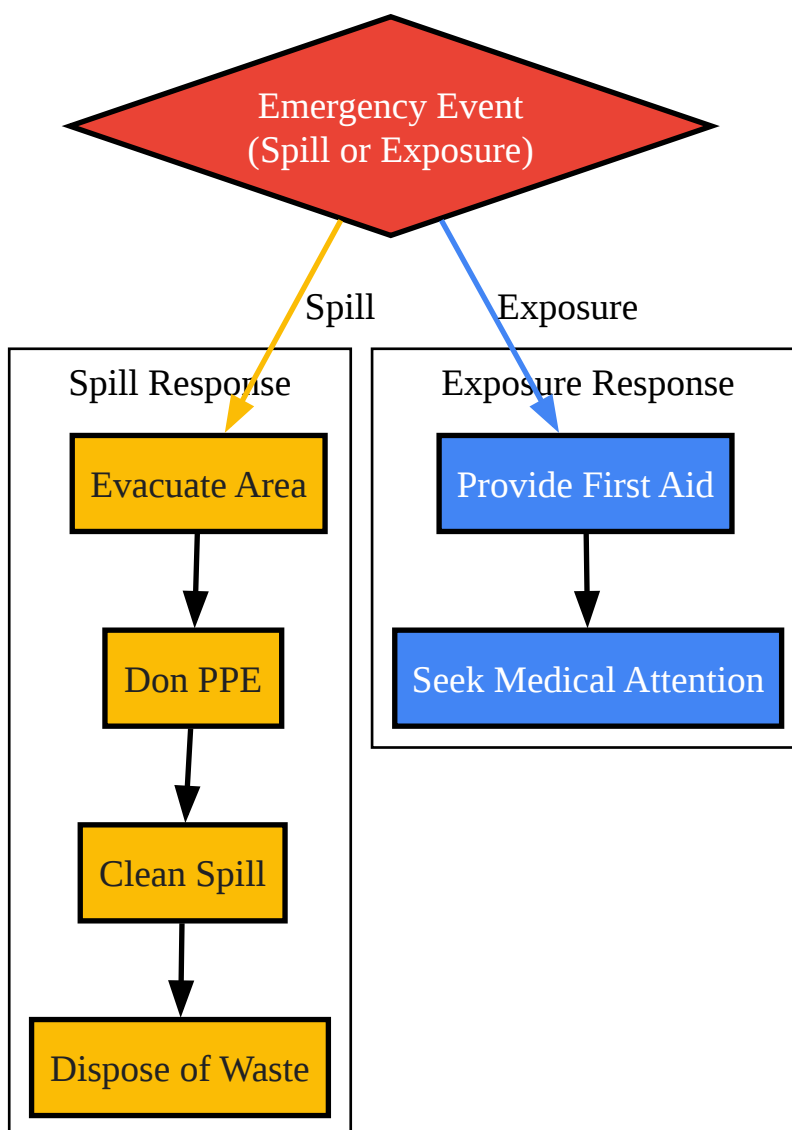 Emergency Event
(Spill or Exposure)
Spill
Exposure
Spill Response
Evacuate Area
Don PPE
Clean Spill
Dispose of Waste
Exposure Response
Provide First Aid
Seek Medical Attention